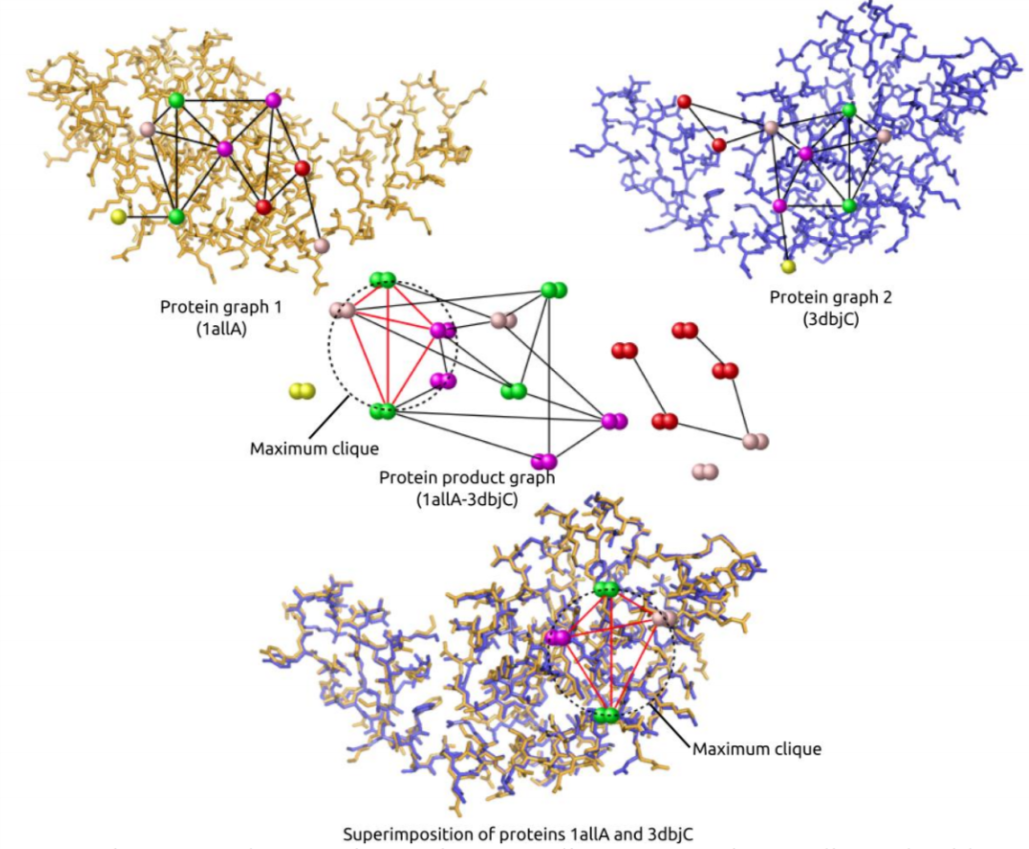 Protein graph 1
(1allA)
Protein graph 2
(3dbjC)
Maximum clique
Protein product graph
(1allA-3dbjC)
Maximum clique
Superimposition of proteins 1allA and 3dbjC